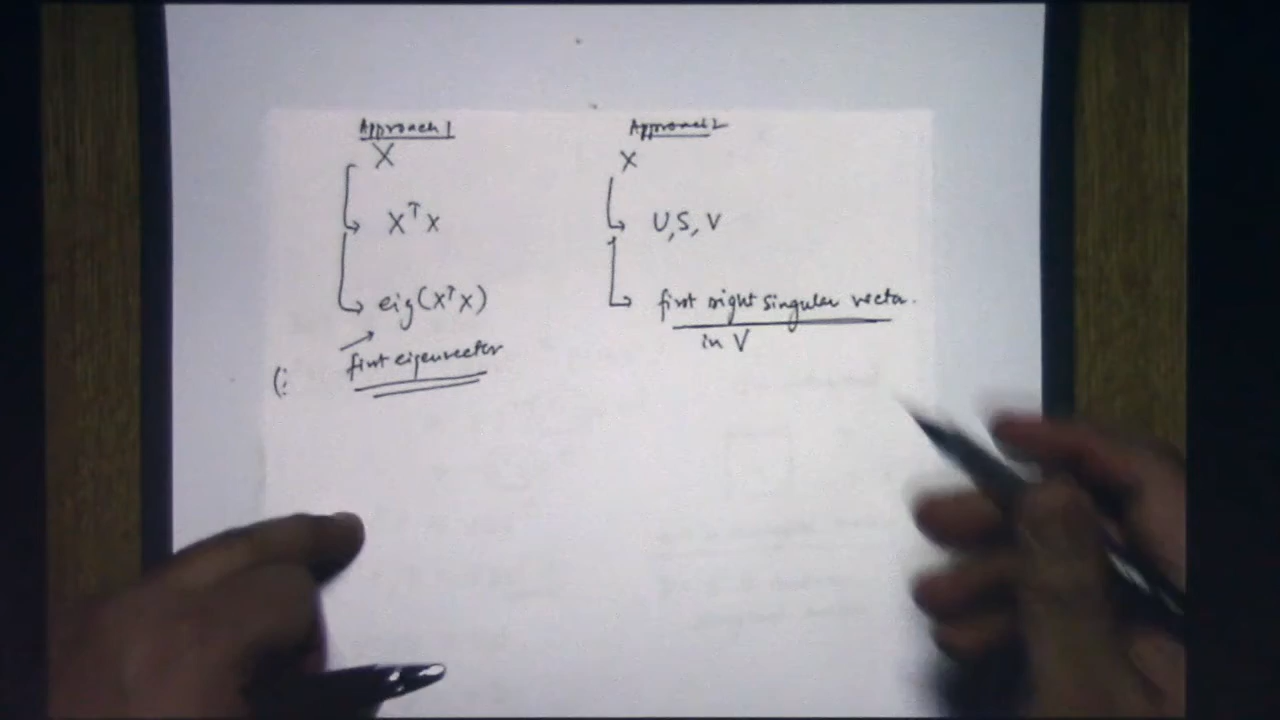 Approach 1
X
XᵀX
eig(XᵀX)
first eigenvector
(:
Approach 2
X
U, S, V
first right singular vector.
in V